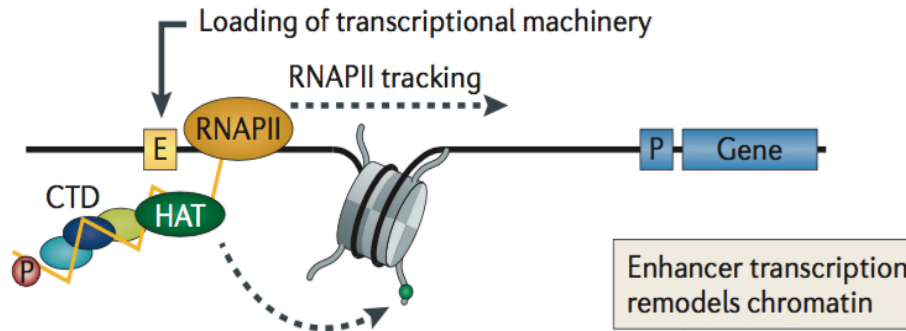 Loading of transcriptional machinery
RNAPII tracking
E
RNAPII
P
Gene
CTD
HAT
P
Enhancer transcription
remodels chromatin